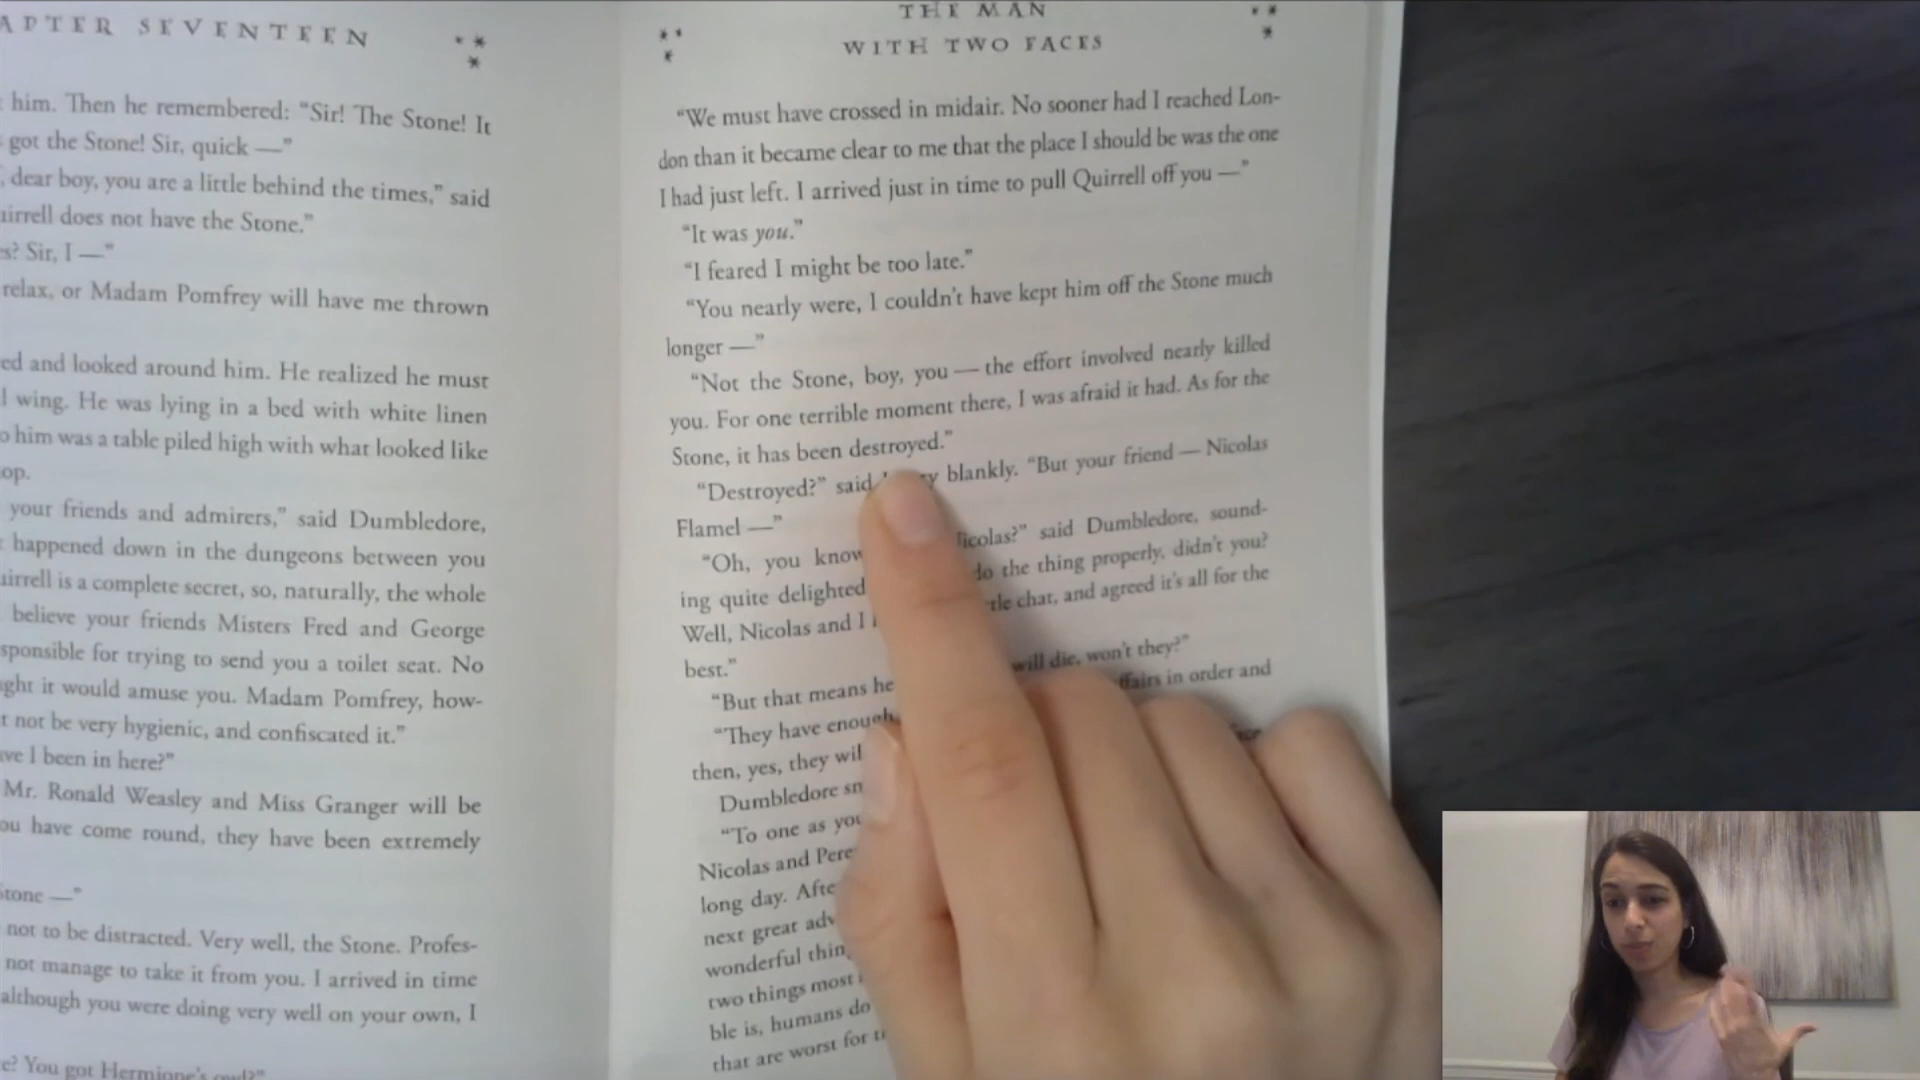 APTER SEVENTEEN
him. Then he remembered: “Sir! The Stone! It
got the Stone! Sir, quick —”
, dear boy, you are a little behind the times,” said
uirrell does not have the Stone.”
s? Sir, I —”
relax, or Madam Pomfrey will have me thrown
ed and looked around him. He realized he must
l wing. He was lying in a bed with white linen
o him was a table piled high with what looked like
op.
your friends and admirers,” said Dumbledore,
happened down in the dungeons between you
uirrell is a complete secret, so, naturally, the whole
believe your friends Misters Fred and George
sponsible for trying to send you a toilet seat. No
ght it would amuse you. Madam Pomfrey, how-
t not be very hygienic, and confiscated it.”
ve I been in here?”
Mr. Ronald Weasley and Miss Granger will be
ou have come round, they have been extremely
Stone —”
not to be distracted. Very well, the Stone. Profes-
not manage to take it from you. I arrived in time
although you were doing very well on your own, I
e? You got Hermione’s owl?”
THE MAN
WITH TWO FACES
“We must have crossed in midair. No sooner had I reached Lon-
don than it became clear to me that the place I should be was the one
I had just left. I arrived just in time to pull Quirrell off you —”
“It was you.”
“I feared I might be too late.”
“You nearly were, I couldn’t have kept him off the Stone much
longer —”
“Not the Stone, boy, you — the effort involved nearly killed
you. For one terrible moment there, I was afraid it had. As for the
Stone, it has been destroyed.”
“Destroyed?” said blankly. “But your friend — Nicolas
Flamel —”
“Oh, you know icolas?” said Dumbledore, sound-
ing quite delighted do the thing properly, didn’t you?
Well, Nicolas and I tle chat, and agreed it’s all for the
best.”
“But that means he will die, won’t they?”
“They have enough ffairs in order and
then, yes, they wil
Dumbledore sm
“To one as you
Nicolas and Pere
long day. Afte
next great adv
wonderful thin
two things most
ble is, humans do
that are worst for t